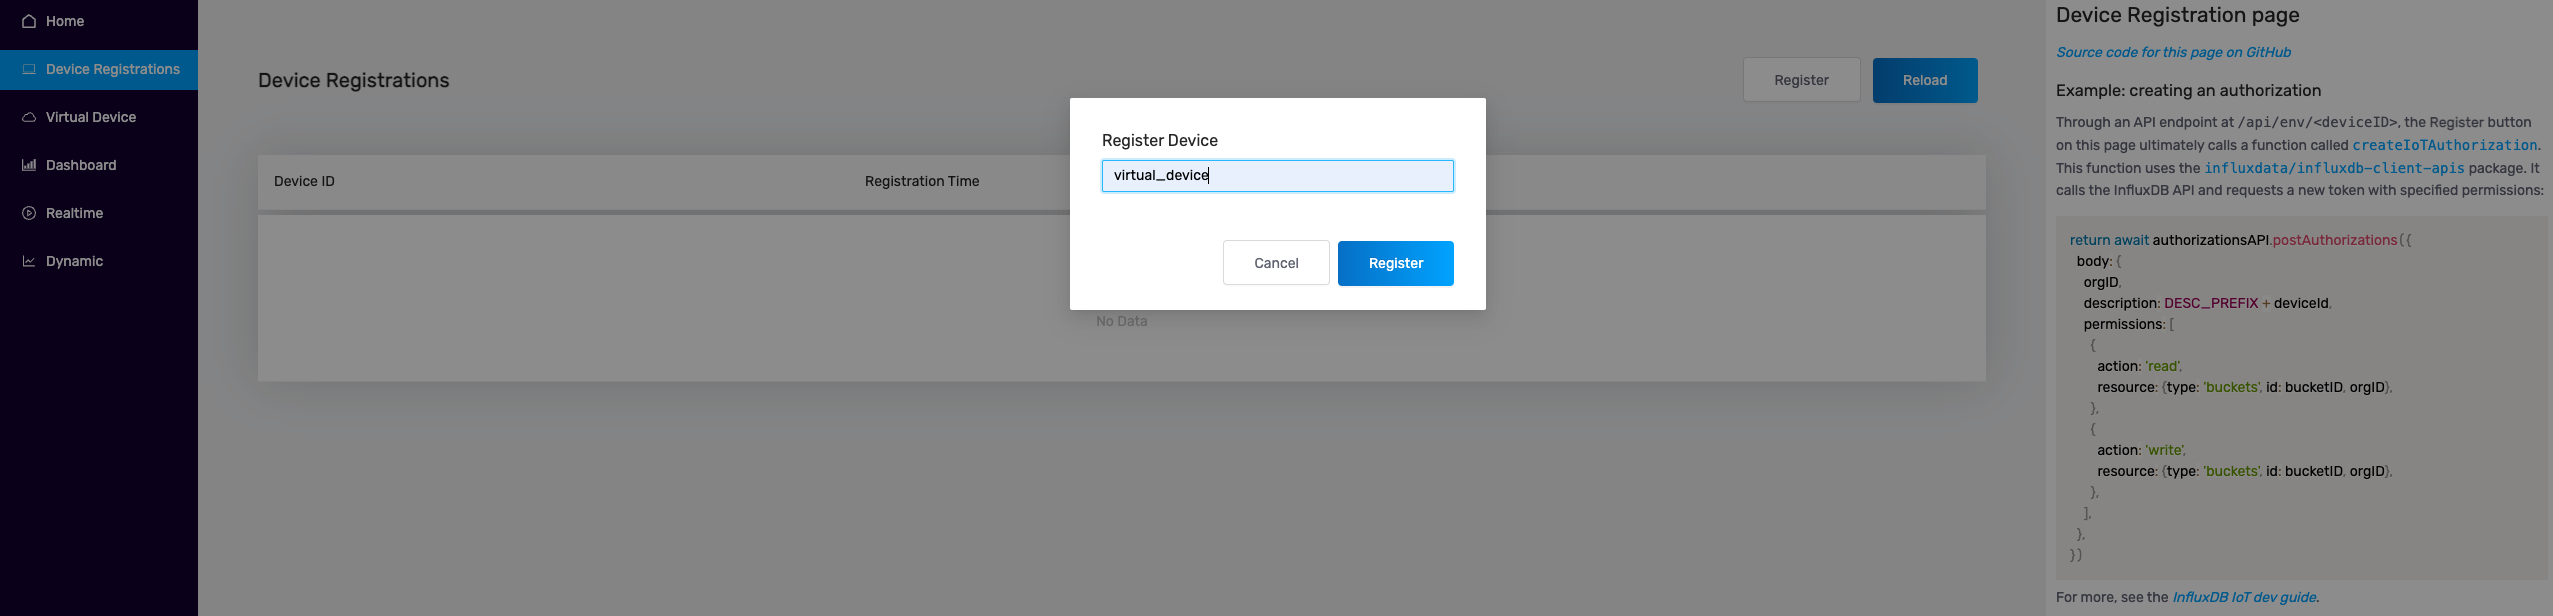 Home
Device Registrations
Virtual Device
Dashboard
Realtime
Dynamic
Device Registrations
Register
Reload
Device ID
Registration Time
No Data
Register Device
virtual_device
Cancel
Register
Device Registration page
Source code for this page on GitHub
Example: creating an authorization
Through an API endpoint at /api/env/<deviceID>, the Register button
on this page ultimately calls a function called createIoTAuthorization.
This function uses the influxdata/influxdb-client-apis package. It
calls the InfluxDB API and requests a new token with specified permissions:
return await authorizationsAPI.postAuthorizations({
body: {
orgID,
description: DESC_PREFIX + deviceId,
permissions: [
{
action: 'read',
resource: {type: 'buckets', id: bucketID, orgID},
},
{
action: 'write',
resource: {type: 'buckets', id: bucketID, orgID},
},
],
},
})
For more, see the InfluxDB IoT dev guide.